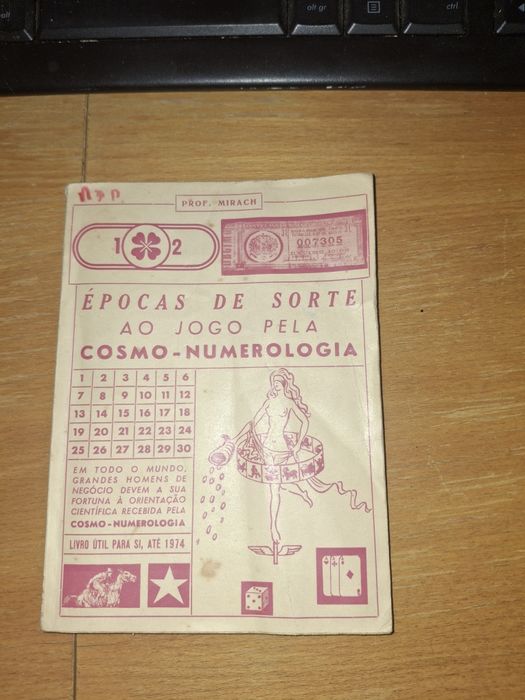 alt gr
ctrl
PROF. MIRACH
1 2
007305
ÉPOCAS DE SORTE
AO JOGO PELA
COSMO-NUMEROLOGIA
1 2 3 4 5 6
7 8 9 10 11 12
13 14 15 16 17 18
19 20 21 22 23 24
25 26 27 28 29 30
EM TODO O MUNDO,
GRANDES HOMENS DE
NEGÓCIO DEVEM A SUA
FORTUNA À ORIENTAÇÃO
CIENTÍFICA RECEBIDA PELA
COSMO-NUMEROLOGIA
LIVRO ÚTIL PARA SI, ATÉ 1974